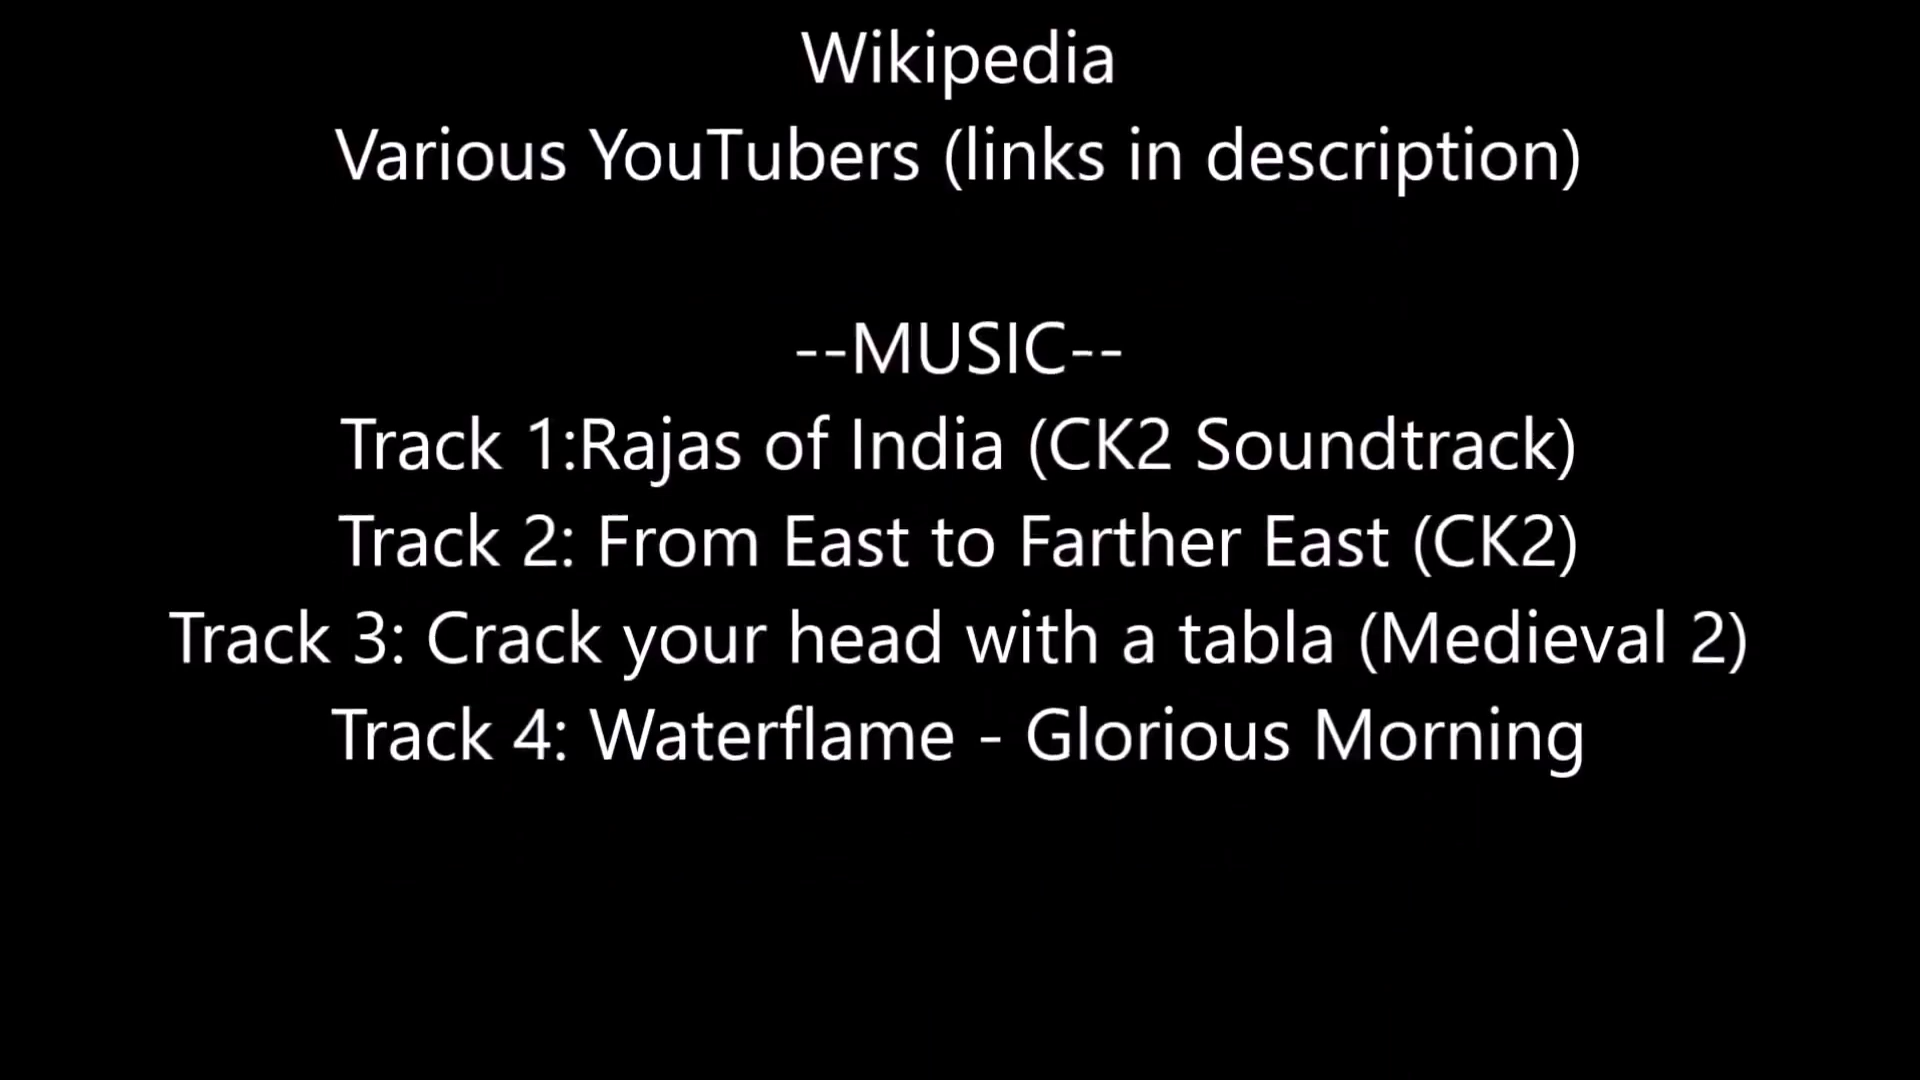 Wikipedia
Various YouTubers (links in description)
--MUSIC--
Track 1:Rajas of India (CK2 Soundtrack)
Track 2: From East to Farther East (CK2)
Track 3: Crack your head with a tabla (Medieval 2)
Track 4: Waterflame - Glorious Morning